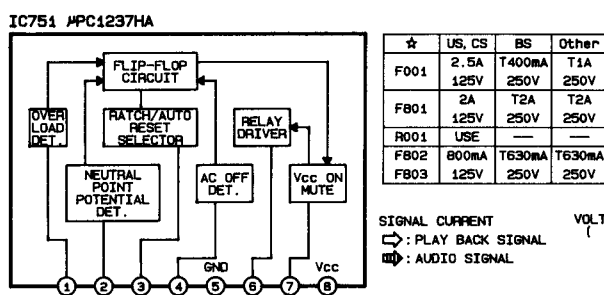 IC751 μPC1237HA
FLIP-FLOP
CIRCUIT
OVER
LOAD
DET.
RATCH/AUTO
RESET
SELECTOR
RELAY
DRIVER
NEUTRAL
POINT
POTENTIAL
DET.
AC OFF
DET.
Vcc ON
MUTE
GND
Vcc
1 2 3 4 5 6 7 8
☆ US, CS BS Other
F001 2.5A T400mA T1A
125V 250V 250V
F801 2A T2A T2A
125V 250V 250V
R001 USE — —
F802 800mA T630mA T630mA
F803 125V 250V 250V
SIGNAL CURRENT
: PLAY BACK SIGNAL
: AUDIO SIGNAL
VOLT
(